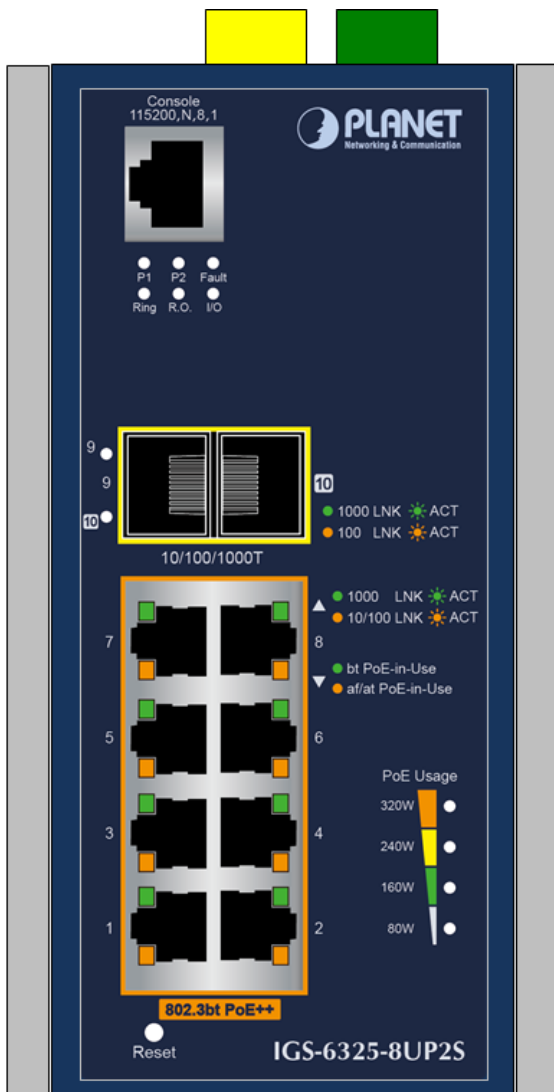 Console
115200,N,8,1
PLANET
Networking & Communication
P1 P2 Fault
Ring R.O. I/O
9
9
10
10
1000 LNK ACT
100 LNK ACT
10/100/1000T
1000 LNK ACT
10/100 LNK ACT
7
8
bt PoE-in-Use
af/at PoE-in-Use
5
6
PoE Usage
320W
3
4
240W
160W
1
2
80W
802.3bt PoE++
Reset
IGS-6325-8UP2S